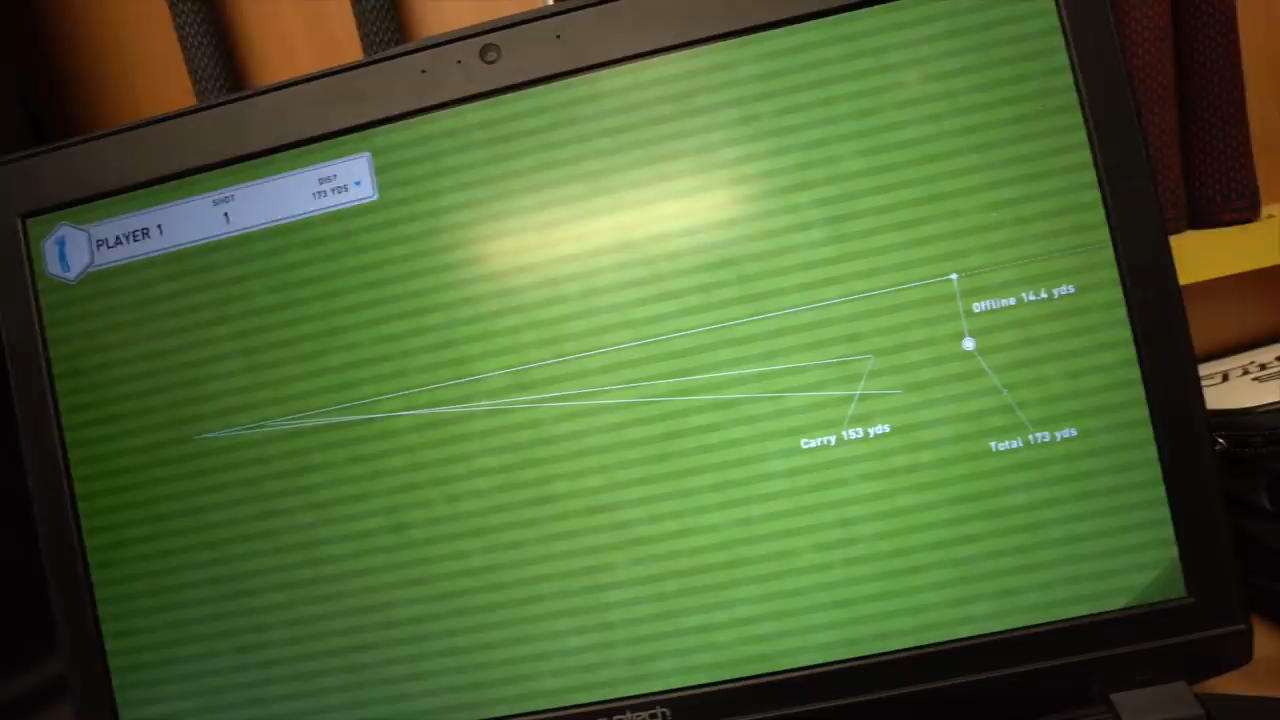 PLAYER 1
SHOT
1
DIST
173 YDS
Offline 14.4 yds
Carry 153 yds
Total 173 yds